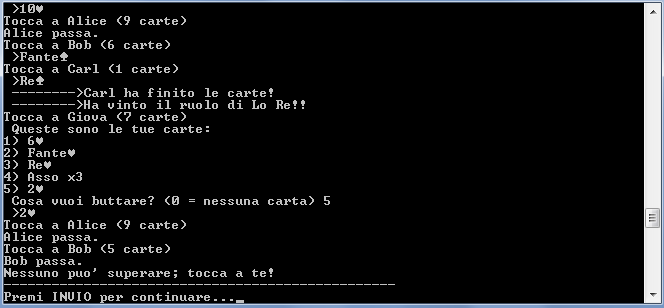 >10♥
Tocca a Alice (9 carte)
Alice passa.
Tocca a Bob (6 carte)
>Fante♠
Tocca a Carl (1 carte)
>Re♠
-------->Carl ha finito le carte!
-------->Ha vinto il ruolo di Lo Re!!
Tocca a Giova (7 carte)
Queste sono le tue carte:
1) 6♥
2) Fante♥
3) Re♥
4) Asso x3
5) 2♥
Cosa vuoi buttare? (0 = nessuna carta) 5
>2♥
Tocca a Alice (9 carte)
Alice passa.
Tocca a Bob (5 carte)
Bob passa.
Nessuno puo' superare; tocca a te!
-------------------------------------------------
Premi INVIO per continuare..._